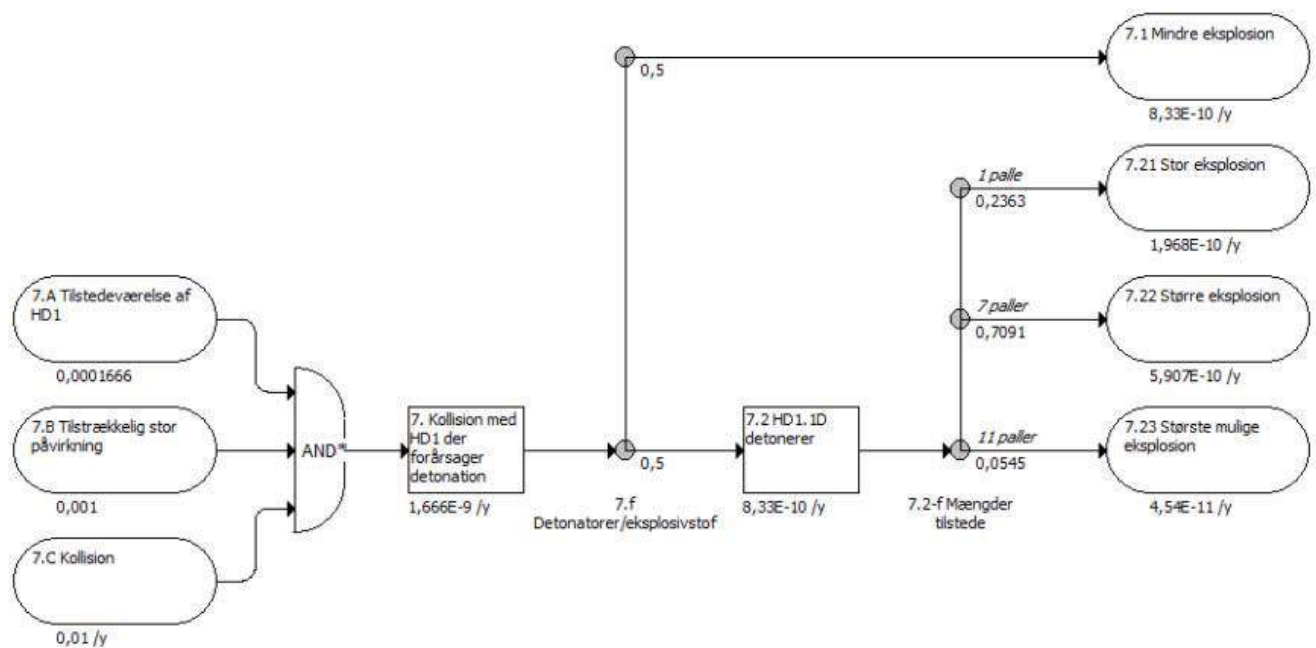 7.1 Mindre eksplosion
0,5
8,33E-10 /y
1 palle
0,2363
7.21 Stor eksplosion
1,968E-10 /y
7 paller
0,7091
7.22 Større eksplosion
5,907E-10 /y
7.A Tilstedeværelse af
HD1
0,0001666
7.B Tilstrækkelig stor
påvirkning
0,001
7.C Kollision
0,01 /y
AND*
7. Kollision med
HD1 der
forårsager
detonation
1,666E-9 /y
0,5
7.f
Detonatorer/eksplosivstof
7.2 HD1.1D
detonerer
8,33E-10 /y
11 paller
0,0545
7.2-f Mængder
tilstede
7.23 Største mulige
eksplosion
4,54E-11 /y